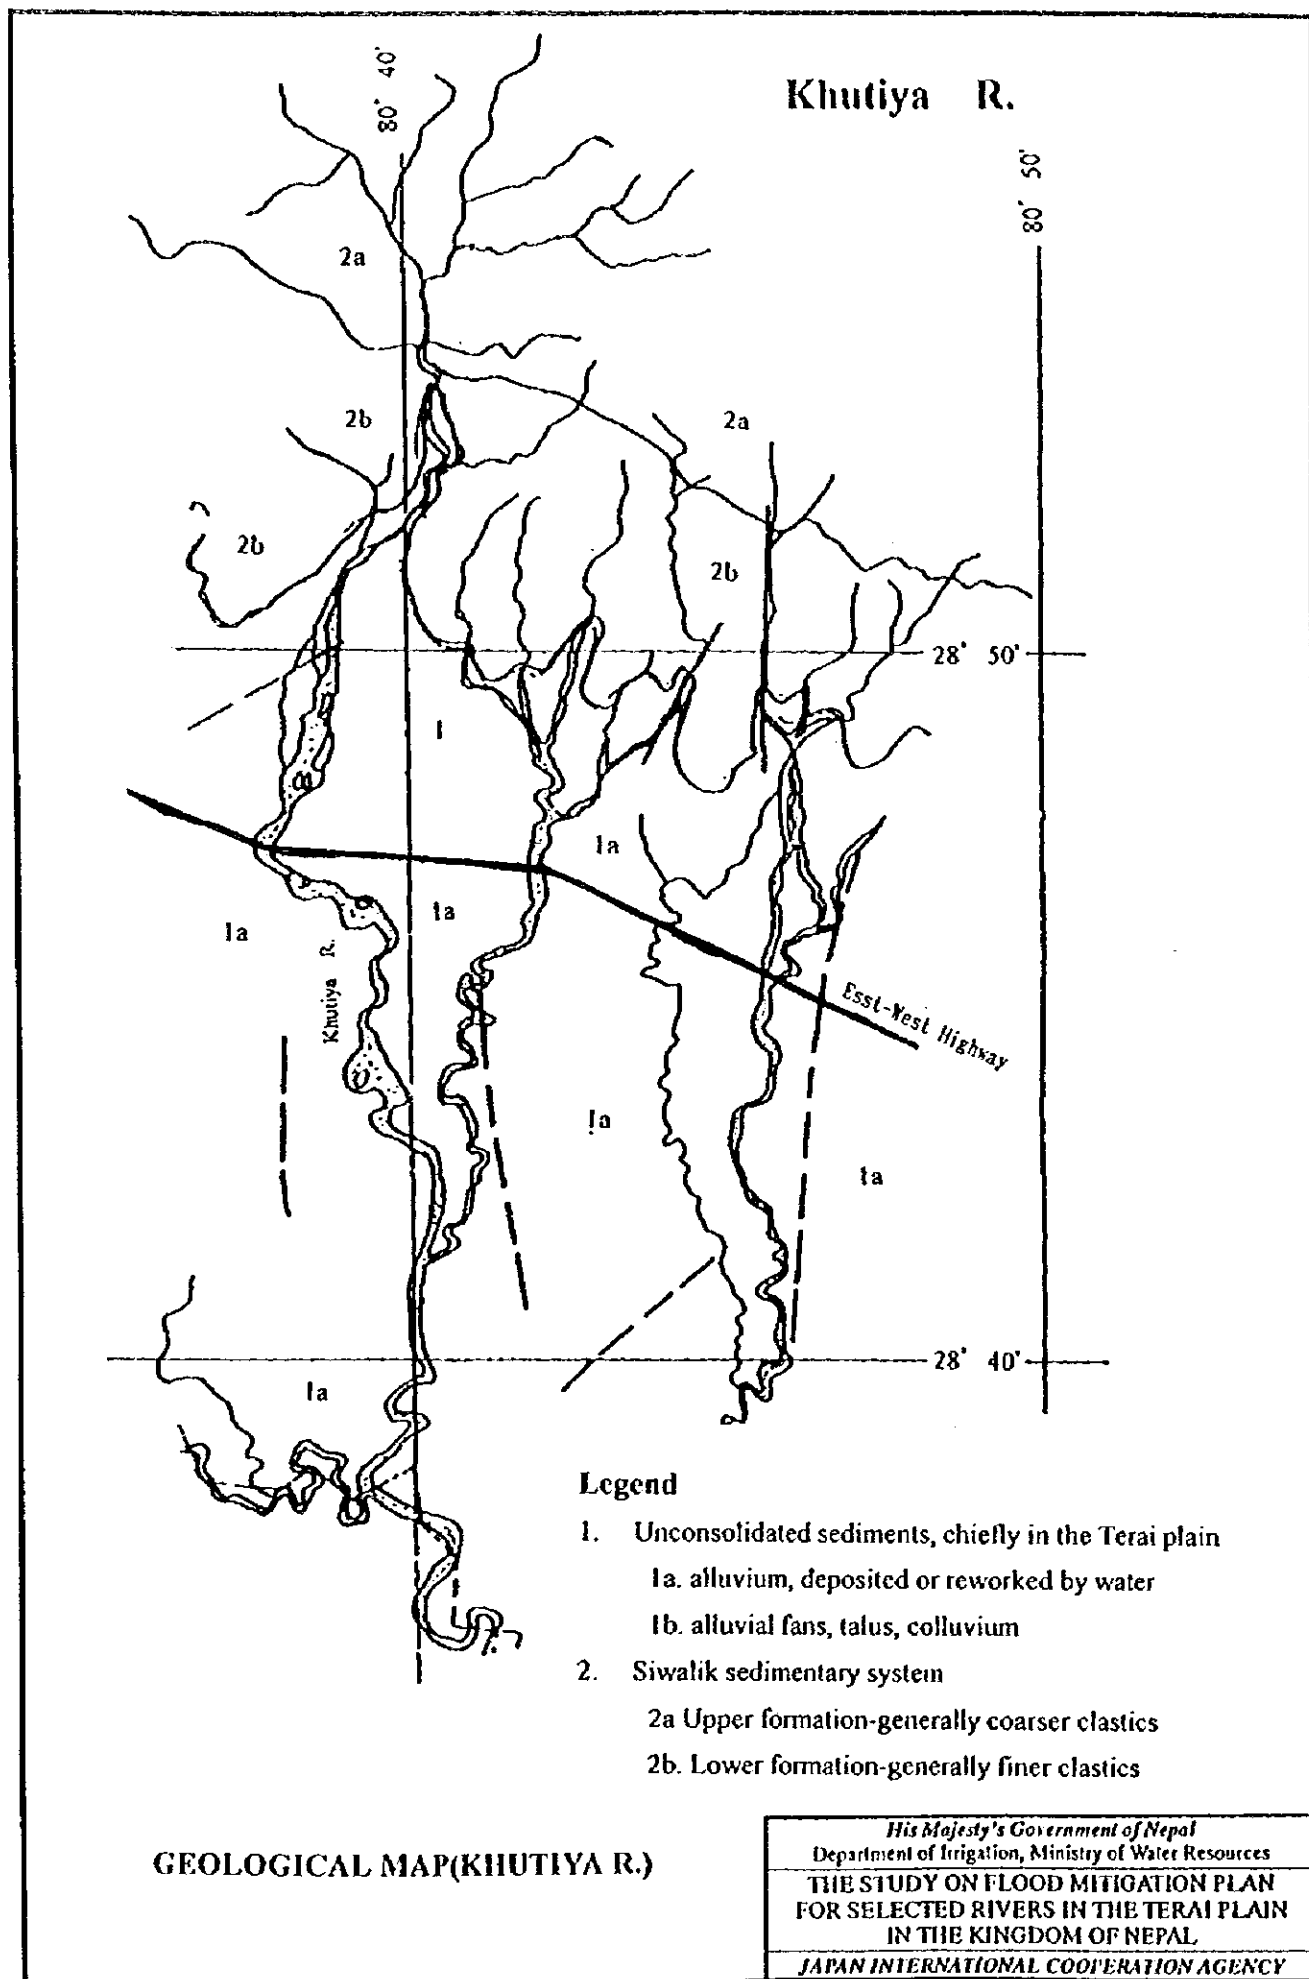 Khutiya R.
80° 40'
80° 50'
2a
2b
2a
2b
2b
28° 50'
1
1a
1a
1a
Khutiya R.
Esst-West Highway
1a
1a
28° 40'
1a
Legend
1. Unconsolidated sediments, chiefly in the Terai plain
1a. alluvium, deposited or reworked by water
1b. alluvial fans, talus, colluvium
2. Siwalik sedimentary system
2a Upper formation-generally coarser clastics
2b. Lower formation-generally finer clastics
GEOLOGICAL MAP(KHUTIYA R.)
His Majesty's Government of Nepal
Department of Irrigation, Ministry of Water Resources
THE STUDY ON FLOOD MITIGATION PLAN
FOR SELECTED RIVERS IN THE TERAI PLAIN
IN THE KINGDOM OF NEPAL
JAPAN INTERNATIONAL COOPERATION AGENCY